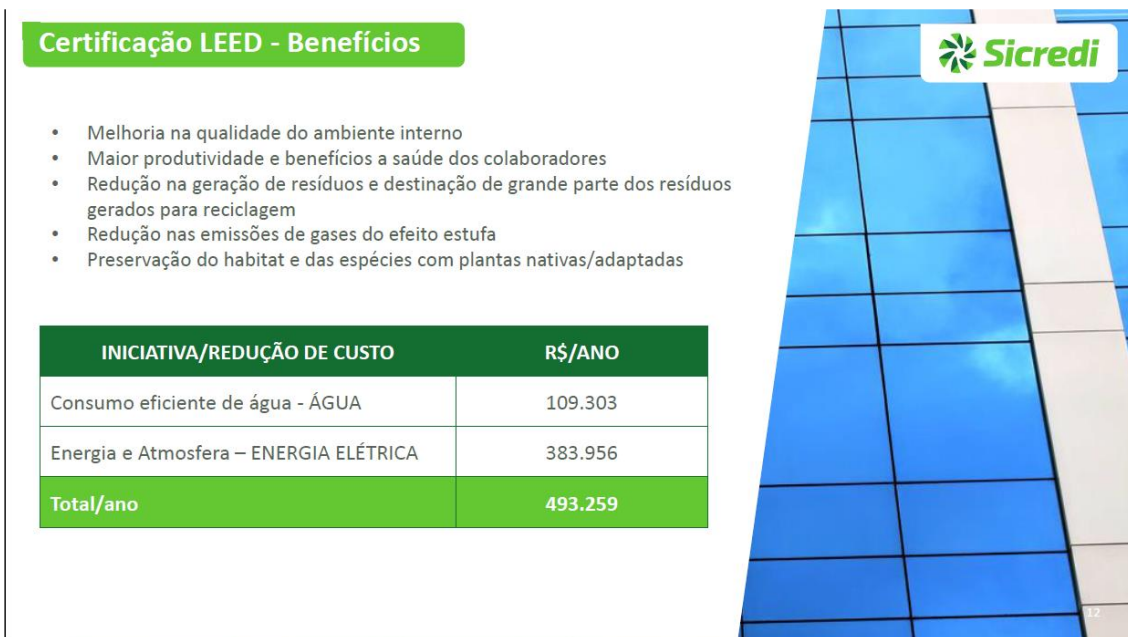 Certificação LEED - Benefícios
Sicredi
• Melhoria na qualidade do ambiente interno
• Maior produtividade e benefícios a saúde dos colaboradores
• Redução na geração de resíduos e destinação de grande parte dos resíduos
gerados para reciclagem
• Redução nas emissões de gases do efeito estufa
• Preservação do habitat e das espécies com plantas nativas/adaptadas
INICIATIVA/REDUÇÃO DE CUSTO R$/ANO
Consumo eficiente de água - ÁGUA 109.303
Energia e Atmosfera – ENERGIA ELÉTRICA 383.956
Total/ano 493.259
12